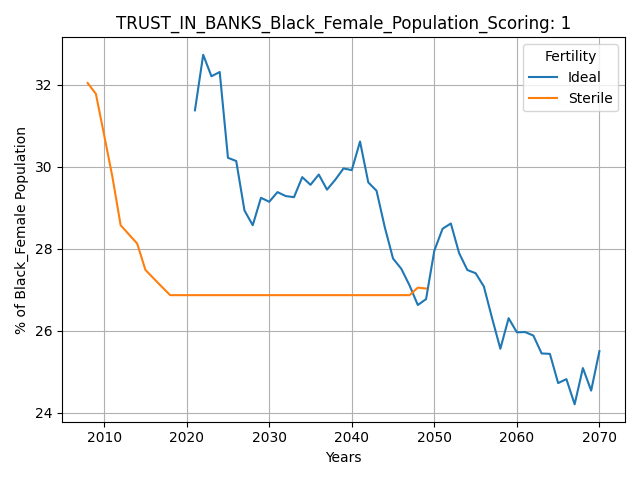 TRUST_IN_BANKS_Black_Female_Population_Scoring: 1
Fertility
Ideal
Sterile
% of Black_Female Population
32
30
28
26
24
2010 2020 2030 2040 2050 2060 2070
Years